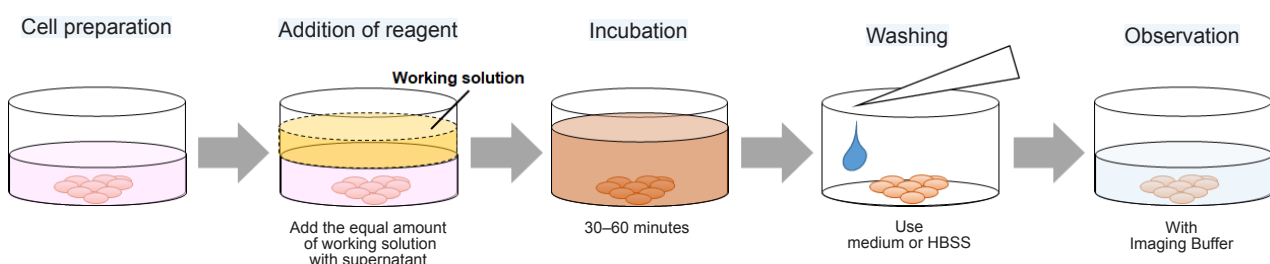 Cell preparation
Addition of reagent
Incubation
Washing
Observation
Working solution
Add the equal amount
of working solution
with supernatant
30–60 minutes
Use
medium or HBSS
With
Imaging Buffer